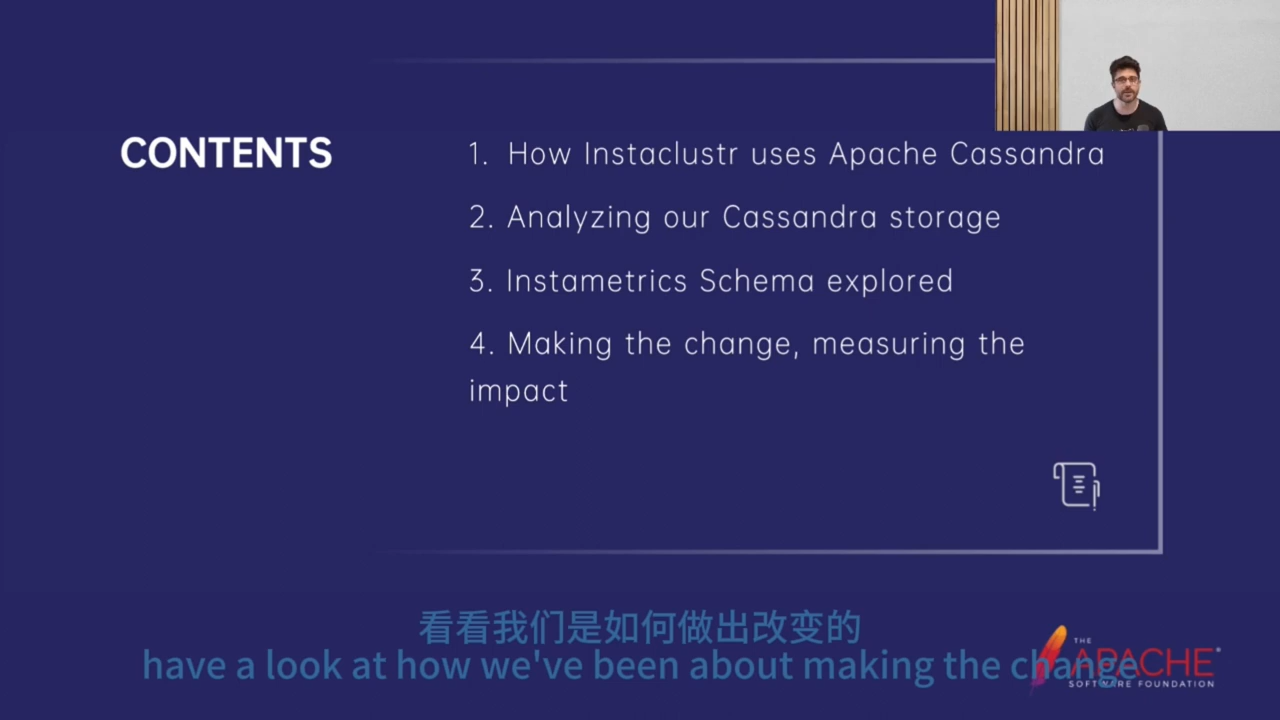 CONTENTS
1. How Instaclustr uses Apache Cassandra
2. Analyzing our Cassandra storage
3. Instametrics Schema explored
4. Making the change, measuring the
impact
看看我们是如何做出改变的
have a look at how we've been about making the change
THE
APACHE®
SOFTWARE FOUNDATION